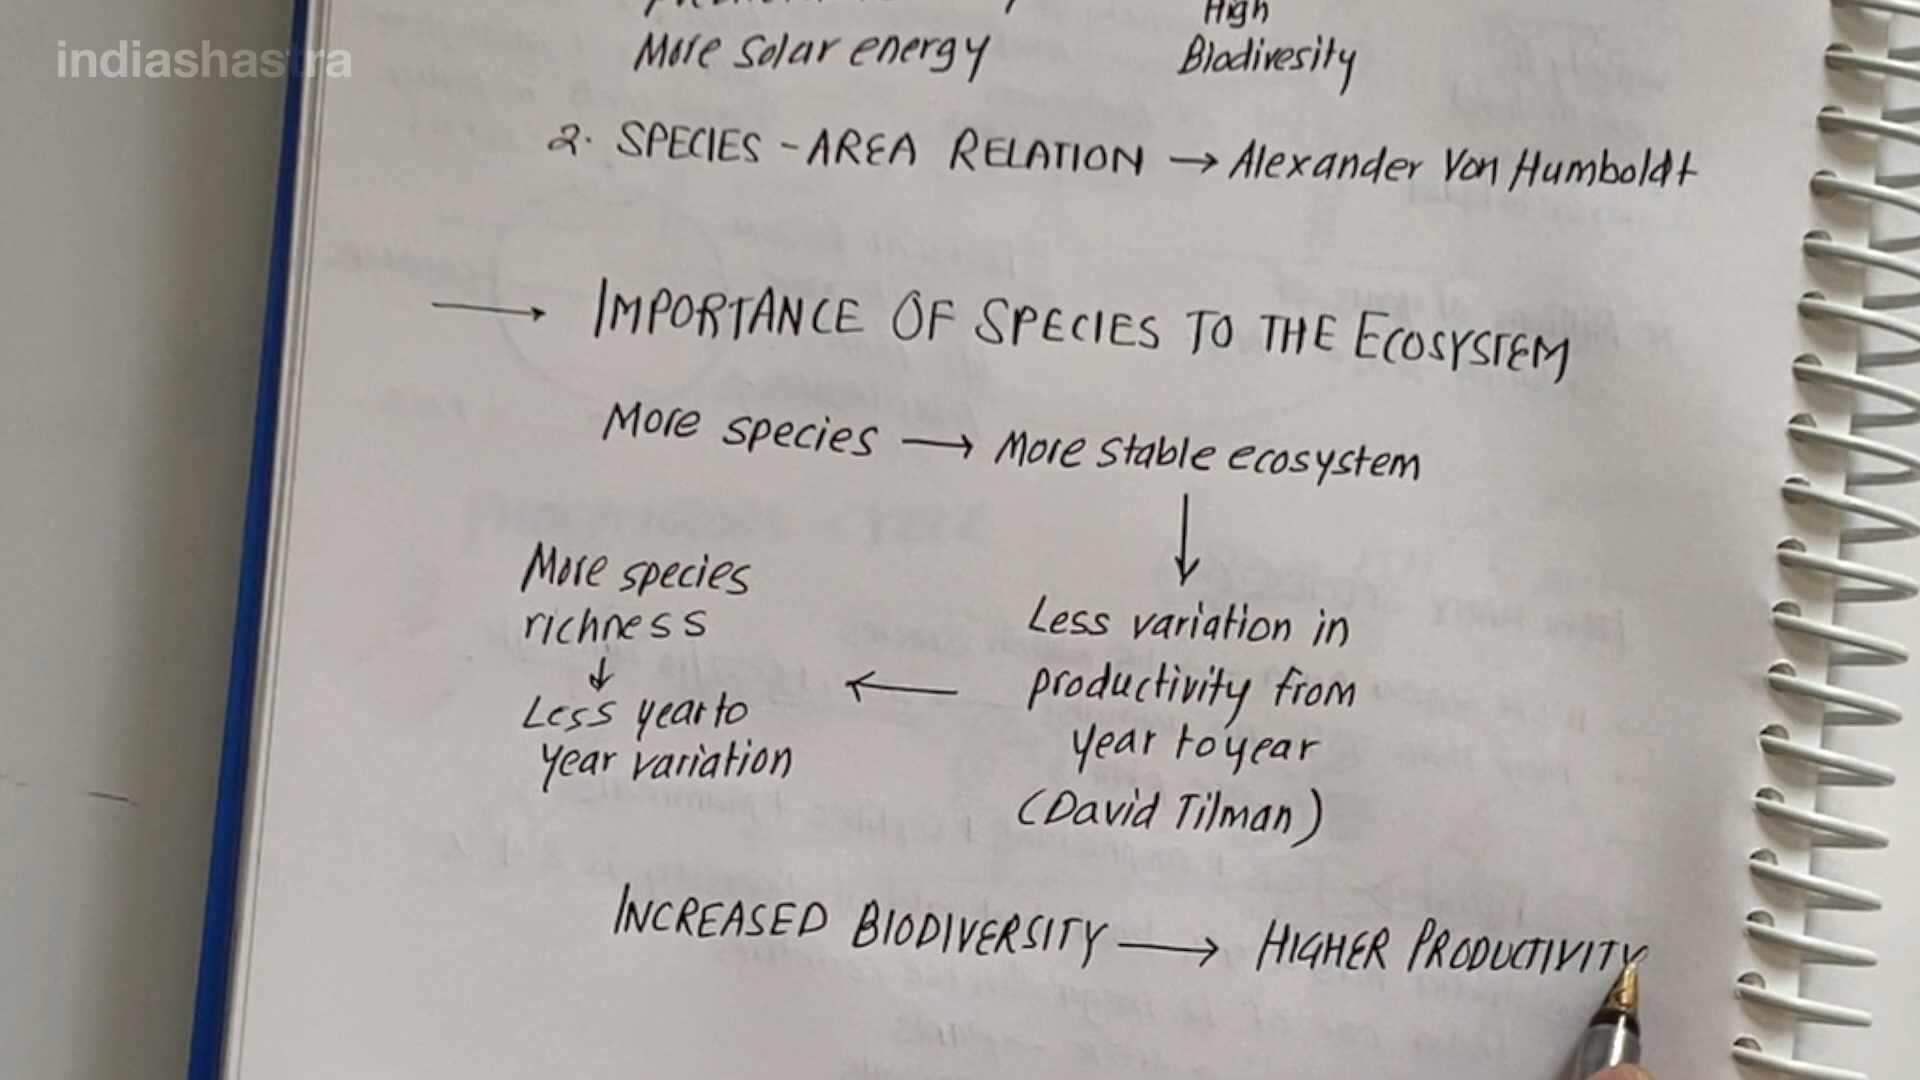 indiashastra
High
More Solar energy
Biodivesity
2. SPECIES - AREA RELATION → Alexander Von Humboldt
→ IMPORTANCE OF SPECIES TO THE ECOSYSTEM
More species → More stable ecosystem
↓
More species
richness
↓
Less year to
year variation
←
Less variation in
productivity from
year to year
(David Tilman)
INCREASED BIODIVERSITY → HIGHER PRODUCTIVITY